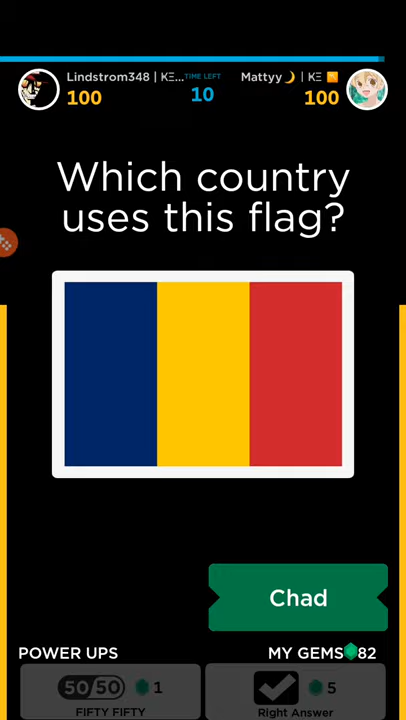 Lindstrom348 | KΞ...
TIME LEFT
Mattyy🌙 | KΞ
100
10
100
Which country
uses this flag?
Chad
POWER UPS
MY GEMS 82
50/50 1
5
FIFTY FIFTY
Right Answer